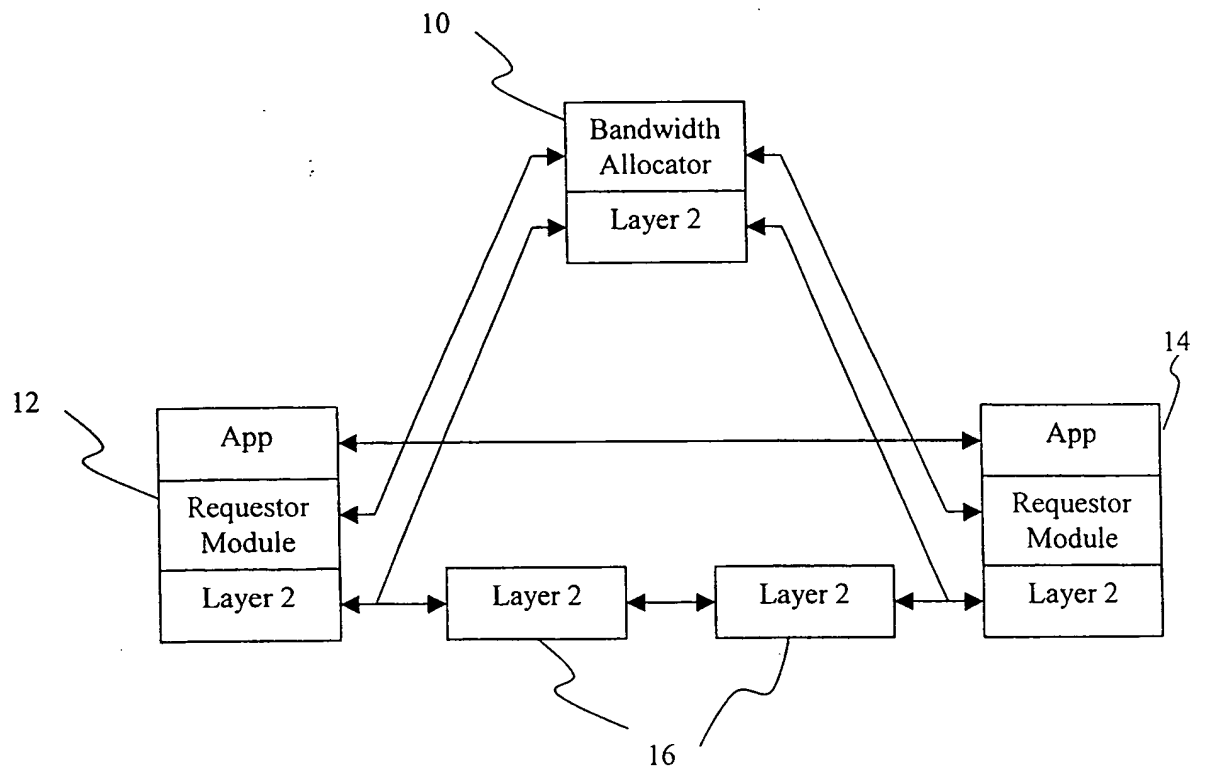 10
Bandwidth
Allocator
Layer 2
14
12
App
App
Requestor
Module
Requestor
Module
Layer 2
Layer 2
Layer 2
Layer 2
16